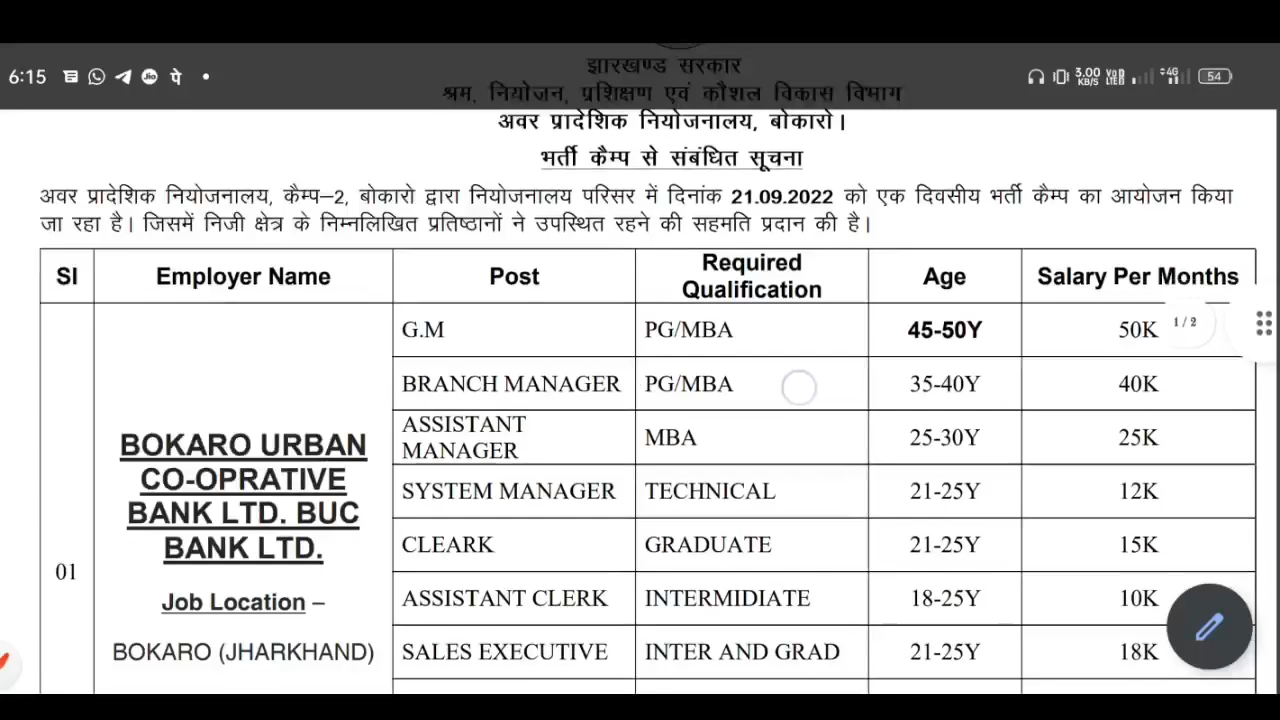 6:15
3.00 KB/S
4G
54
झारखण्ड सरकार
श्रम, नियोजन, प्रशिक्षण एवं कौशल विकास विभाग
अवर प्रादेशिक नियोजनालय, बोकारो।
भर्ती कैम्प से संबंधित सूचना
अवर प्रादेशिक नियोजनालय, कैम्प–2, बोकारो द्वारा नियोजनालय परिसर में दिनांक 21.09.2022 को एक दिवसीय भर्ती कैम्प का आयोजन किया
जा रहा है। जिसमें निजी क्षेत्र के निम्नलिखित प्रतिष्ठानों ने उपस्थित रहने की सहमति प्रदान की है।
Sl Employer Name Post Required Qualification Age Salary Per Months
G.M PG/MBA 45-50Y 50K
1/2
BRANCH MANAGER PG/MBA 35-40Y 40K
ASSISTANT MANAGER MBA 25-30Y 25K
SYSTEM MANAGER TECHNICAL 21-25Y 12K
CLEARK GRADUATE 21-25Y 15K
ASSISTANT CLERK INTERMIDIATE 18-25Y 10K
SALES EXECUTIVE INTER AND GRAD 21-25Y 18K
01
BOKARO URBAN
CO-OPRATIVE
BANK LTD. BUC
BANK LTD.
Job Location –
BOKARO (JHARKHAND)